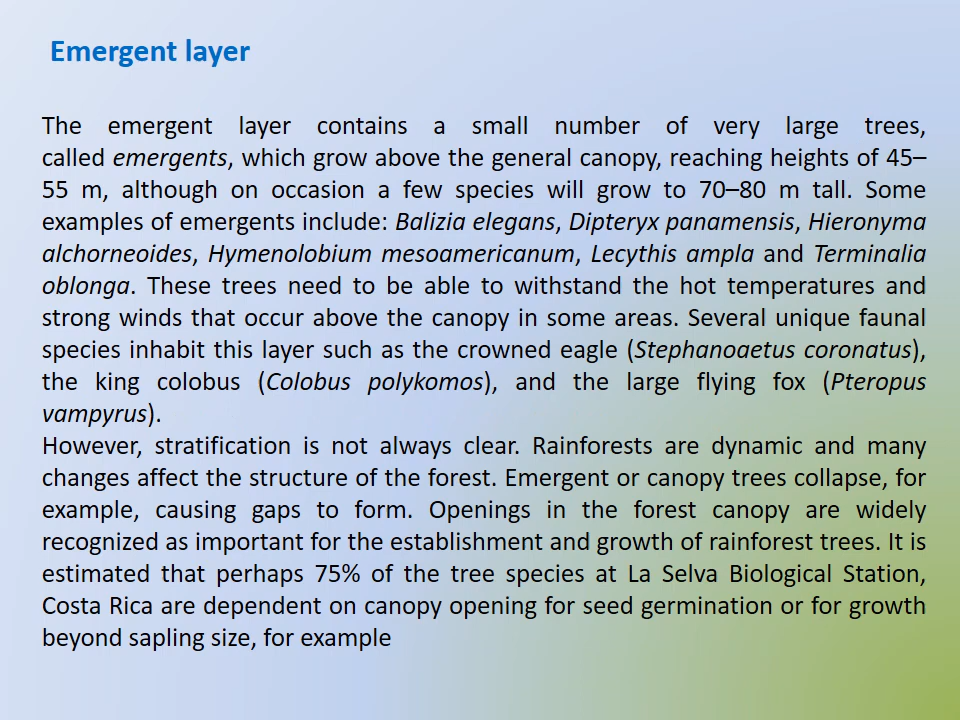 Emergent layer
The emergent layer contains a small number of very large trees,
called emergents, which grow above the general canopy, reaching heights of 45–
55 m, although on occasion a few species will grow to 70–80 m tall. Some
examples of emergents include: Balizia elegans, Dipteryx panamensis, Hieronyma
alchorneoides, Hymenolobium mesoamericanum, Lecythis ampla and Terminalia
oblonga. These trees need to be able to withstand the hot temperatures and
strong winds that occur above the canopy in some areas. Several unique faunal
species inhabit this layer such as the crowned eagle (Stephanoaetus coronatus),
the king colobus (Colobus polykomos), and the large flying fox (Pteropus
vampyrus).
However, stratification is not always clear. Rainforests are dynamic and many
changes affect the structure of the forest. Emergent or canopy trees collapse, for
example, causing gaps to form. Openings in the forest canopy are widely
recognized as important for the establishment and growth of rainforest trees. It is
estimated that perhaps 75% of the tree species at La Selva Biological Station,
Costa Rica are dependent on canopy opening for seed germination or for growth
beyond sapling size, for example